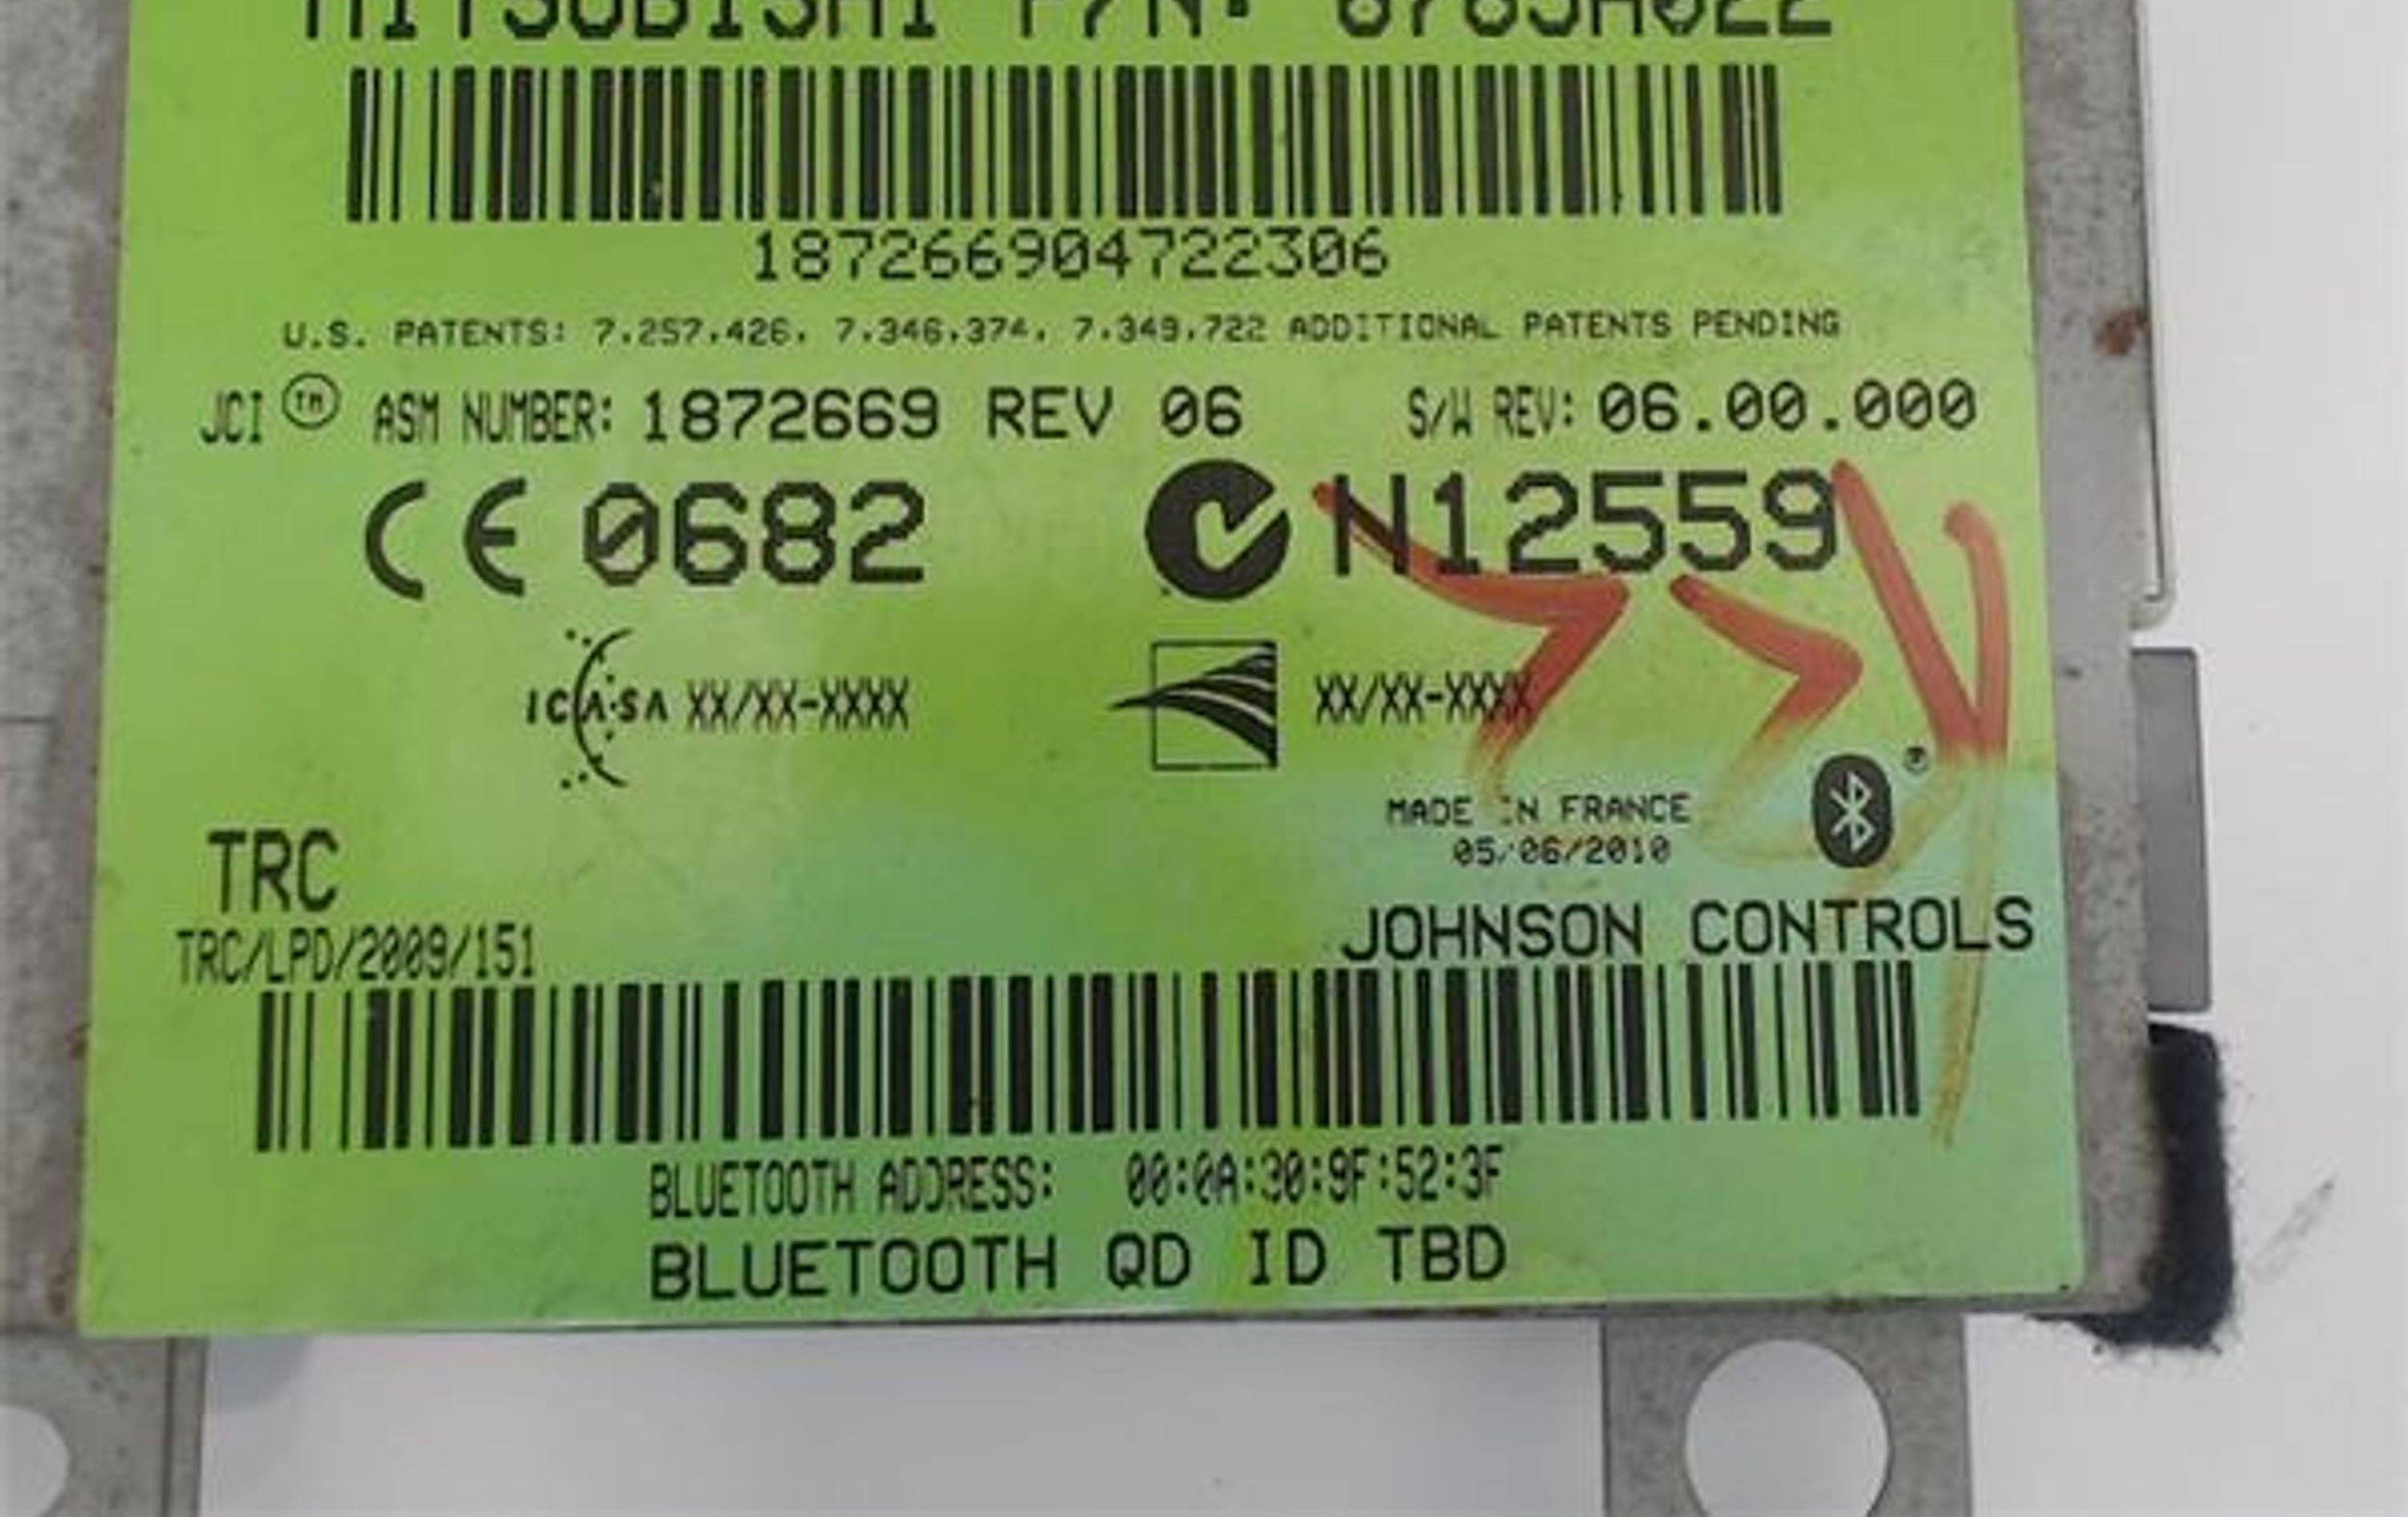 MITSUBISHI P/N: 8785A022
187266904722306
U.S. PATENTS: 7,257,426, 7,346,374, 7,349,722 ADDITIONAL PATENTS PENDING
JCI TM ASM NUMBER: 1872669 REV 06 S/W REV: 06.00.000
CE 0682 N12559
ICASA XX/XX-XXXX XX/XX-XXXX
MADE IN FRANCE
05/06/2010
TRC
TRC/LPD/2009/151
JOHNSON CONTROLS
BLUETOOTH ADDRESS: 00:0A:30:9F:52:3F
BLUETOOTH QD ID TBD